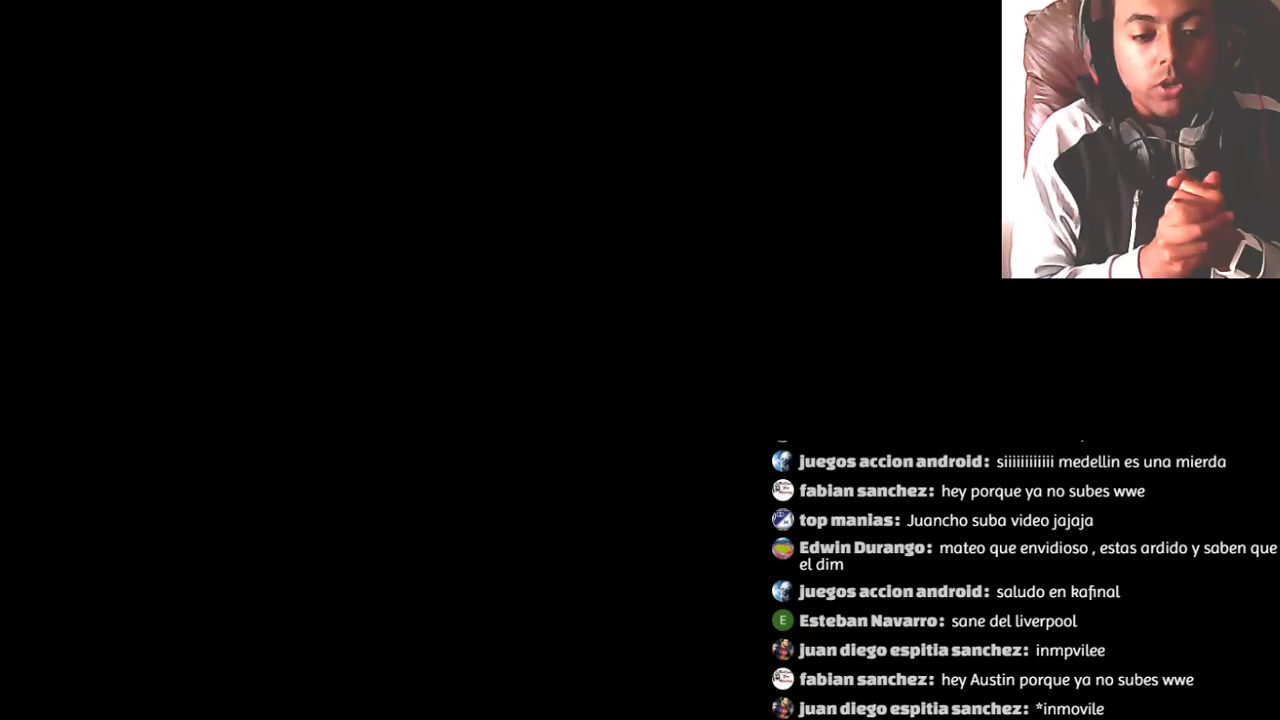 juegos accion android: siiiiiiiiiiii medellin es una mierda
fabian sanchez: hey porque ya no subes wwe
top manias: Juancho suba video jajaja
Edwin Durango: mateo que envidioso , estas ardido y saben que
el dim
juegos accion android: saludo en kafinal
E Esteban Navarro: sane del liverpool
juan diego espitia sanchez: inmpvilee
fabian sanchez: hey Austin porque ya no subes wwe
juan diego espitia sanchez: *inmovile